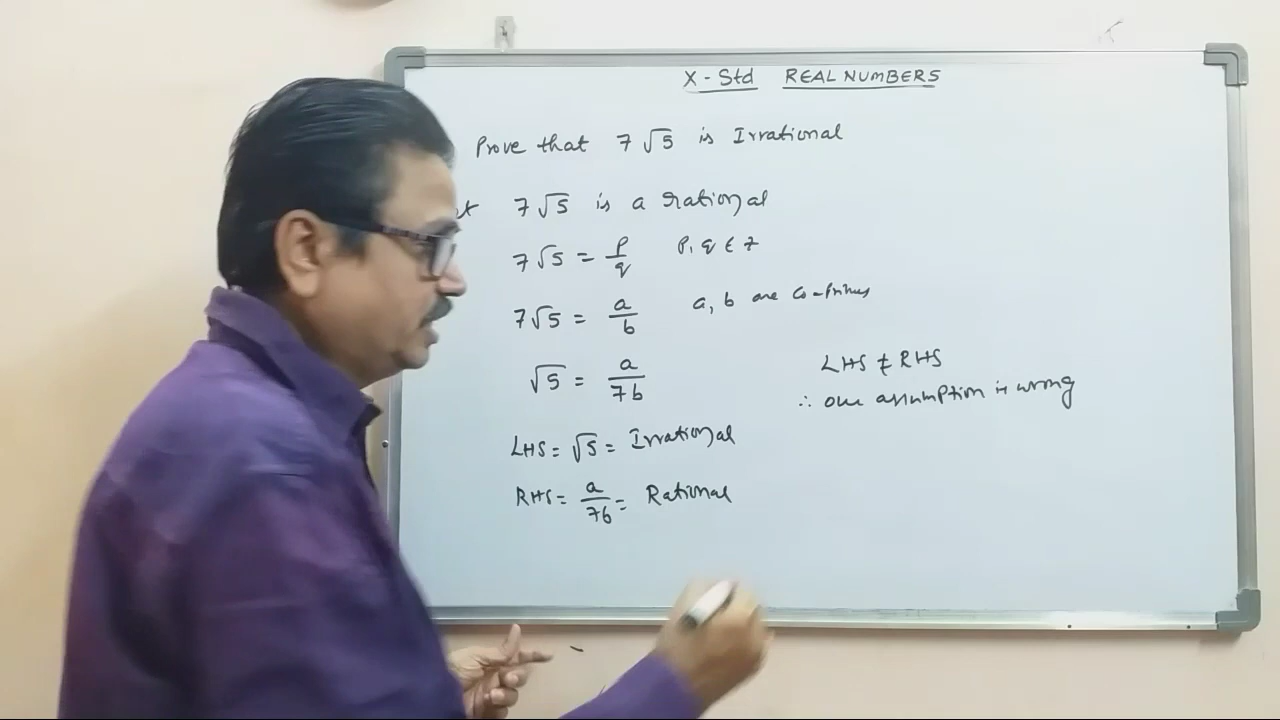 X - Std REAL NUMBERS
Prove that 7√5 is Irrational
7√5 is a rational
7√5 = p/q p, q ∈ z
7√5 = a/b a, b are co-primes
√5 = a/7b
LHS = √5 = Irrational
RHS = a/7b = Rational
LHS ≠ RHS
∴ our assumption is wrong